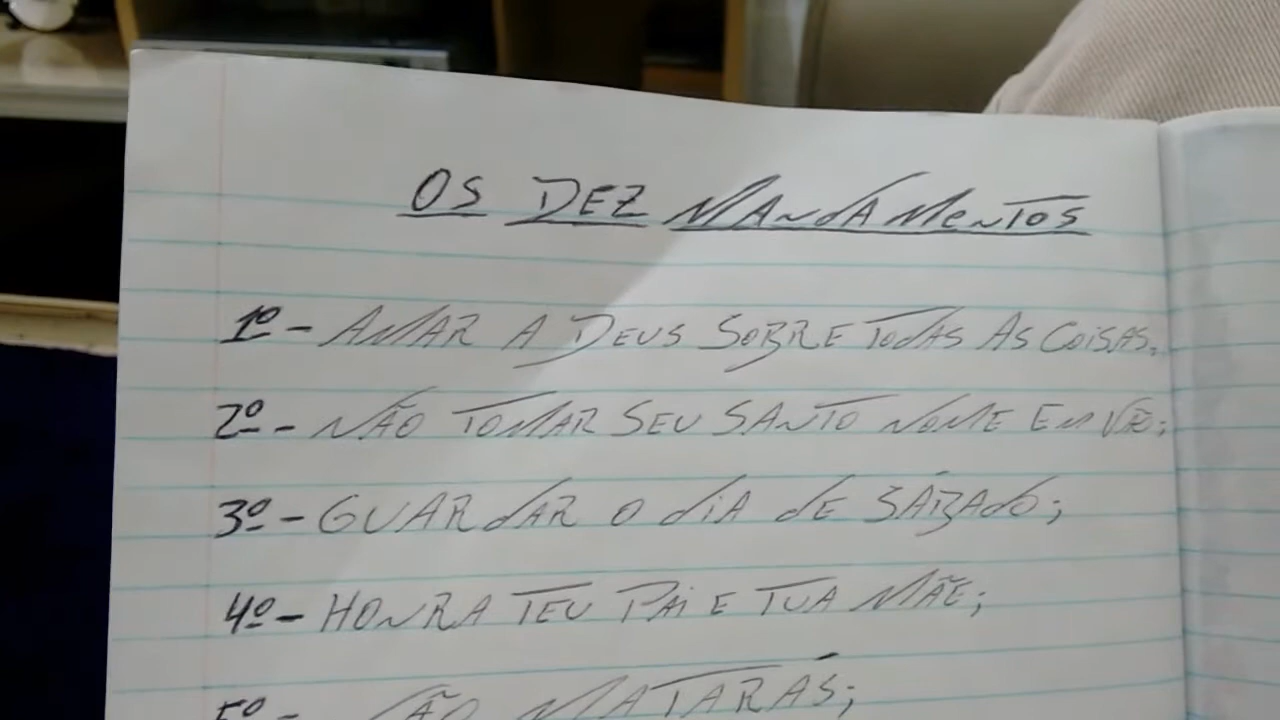 OS DEZ MANDAMENTOS
1º - AMAR A DEUS SOBRE TODAS AS COISAS.
2º - NÃO TOMAR SEU SANTO NOME EM VÃO;
3º - GUARDAR O DIA DE SÁBADO;
4º - HONRA TEU PAI E TUA MÃE;
5º - NÃO MATARÁS;